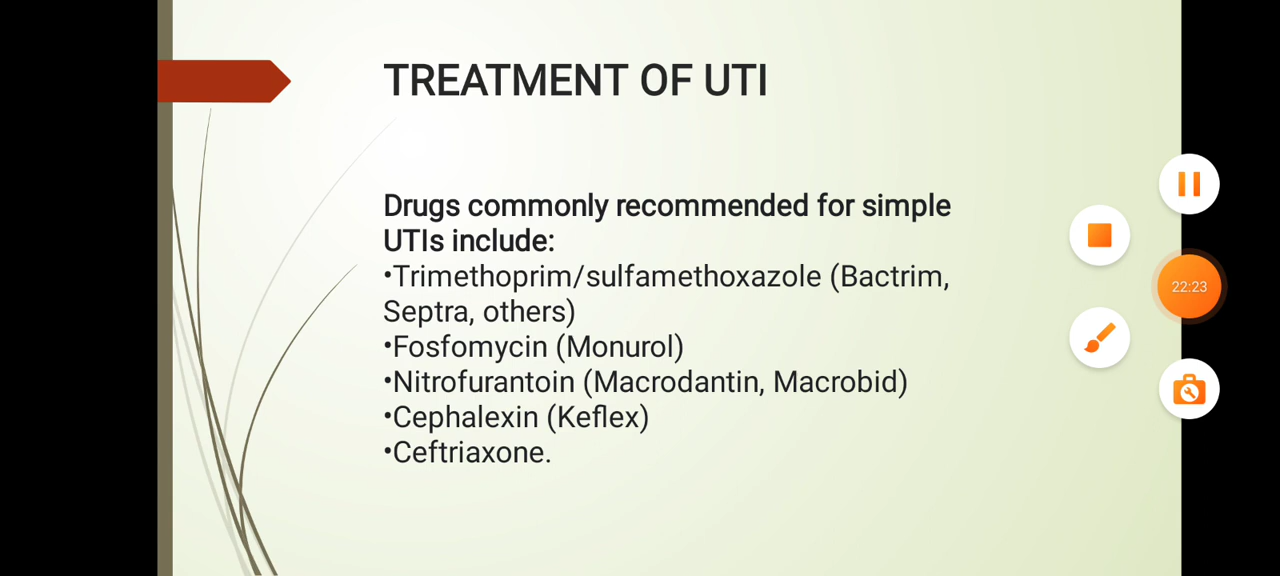 TREATMENT OF UTI
Drugs commonly recommended for simple
UTIs include:
•Trimethoprim/sulfamethoxazole (Bactrim,
Septra, others)
•Fosfomycin (Monurol)
•Nitrofurantoin (Macrodantin, Macrobid)
•Cephalexin (Keflex)
•Ceftriaxone.
22:23